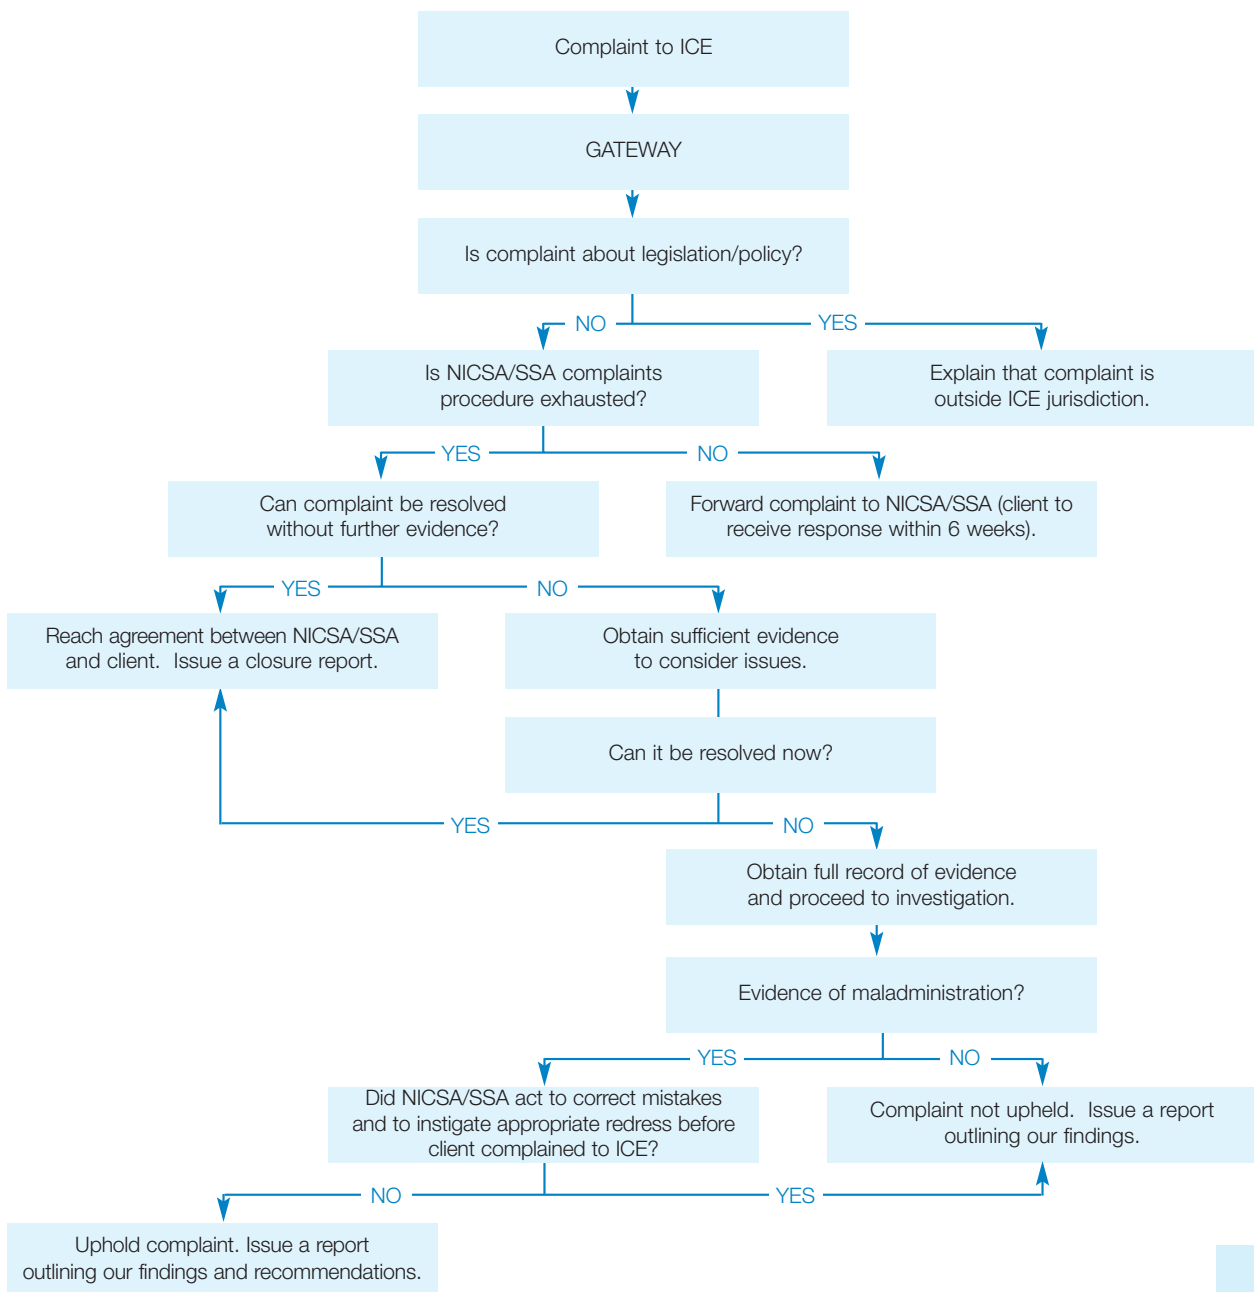 Complaint to ICE
GATEWAY
Is complaint about legislation/policy?
NO
YES
Is NICSA/SSA complaints
procedure exhausted?
Explain that complaint is
outside ICE jurisdiction.
YES
NO
Can complaint be resolved
without further evidence?
Forward complaint to NICSA/SSA (client to
receive response within 6 weeks).
YES
NO
Reach agreement between NICSA/SSA
and client. Issue a closure report.
Obtain sufficient evidence
to consider issues.
Can it be resolved now?
YES
NO
Obtain full record of evidence
and proceed to investigation.
Evidence of maladministration?
YES
NO
Did NICSA/SSA act to correct mistakes
and to instigate appropriate redress before
client complained to ICE?
Complaint not upheld. Issue a report
outlining our findings.
NO
YES
Uphold complaint. Issue a report
outlining our findings and recommendations.